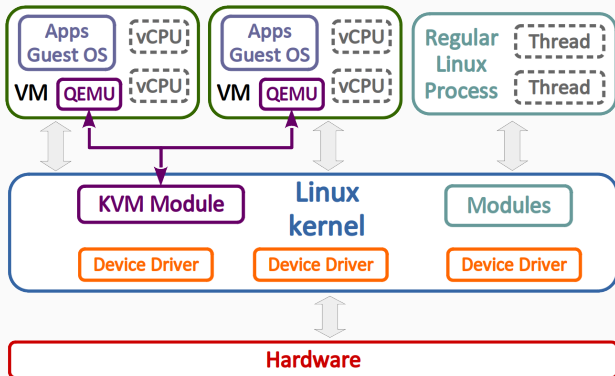 Apps
Guest OS
vCPU
vCPU
VM
QEMU
Apps
Guest OS
vCPU
vCPU
VM
QEMU
Regular
Linux
Process
Thread
Thread
KVM Module
Linux
kernel
Modules
Device Driver
Device Driver
Device Driver
Hardware